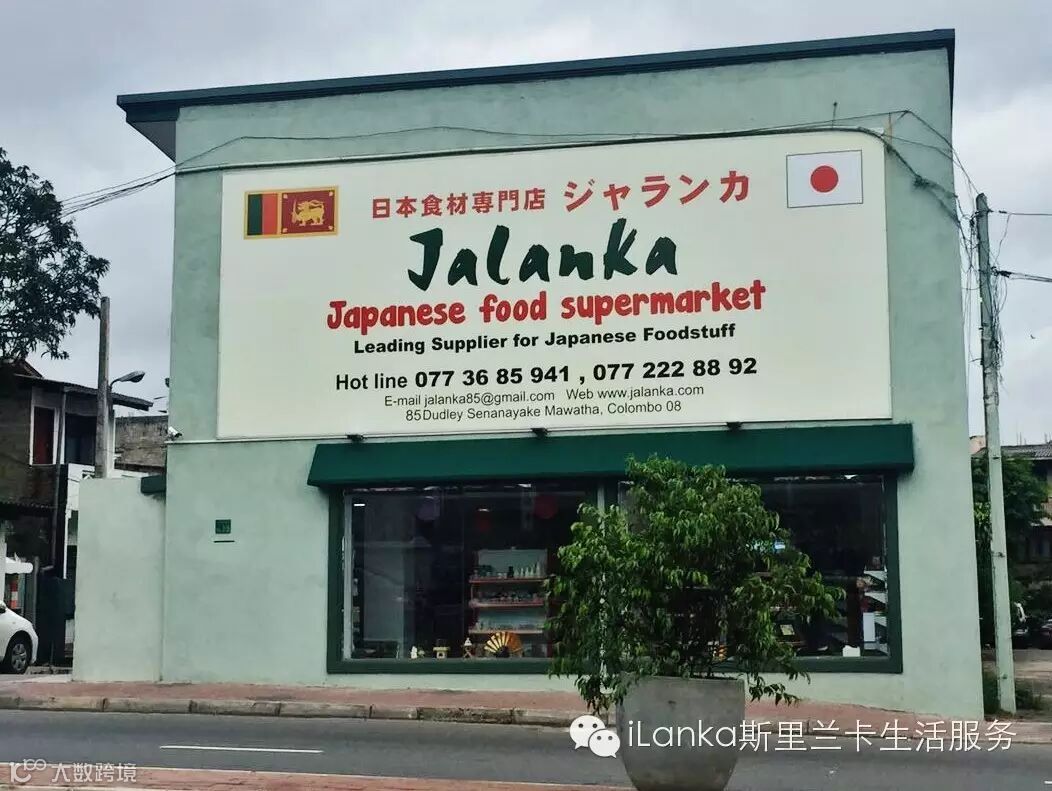 日本食材専門店 ジャランカ
Jalanka
Japanese food supermarket
Leading Supplier for Japanese Foodstuff
Hot line 077 36 85 941 , 077 222 88 92
E-mail jalanka85@gmail.com Web www.jalanka.com
85 Dudley Senanayake Mawatha, Colombo 08
iLanka斯里兰卡生活服务
大数跨境